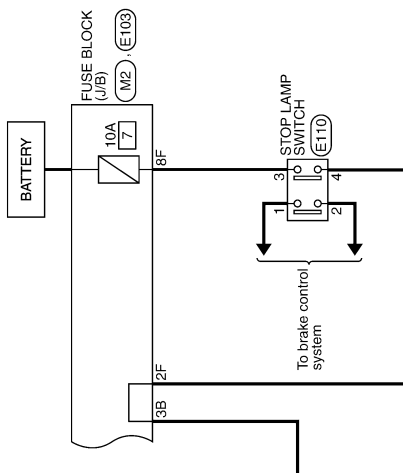 BATTERY
FUSE BLOCK
(J/B)
M2 , E103
10A
7
8F
STOP LAMP
SWITCH
E110
3
4
1
2
To brake control
system
2F
3B